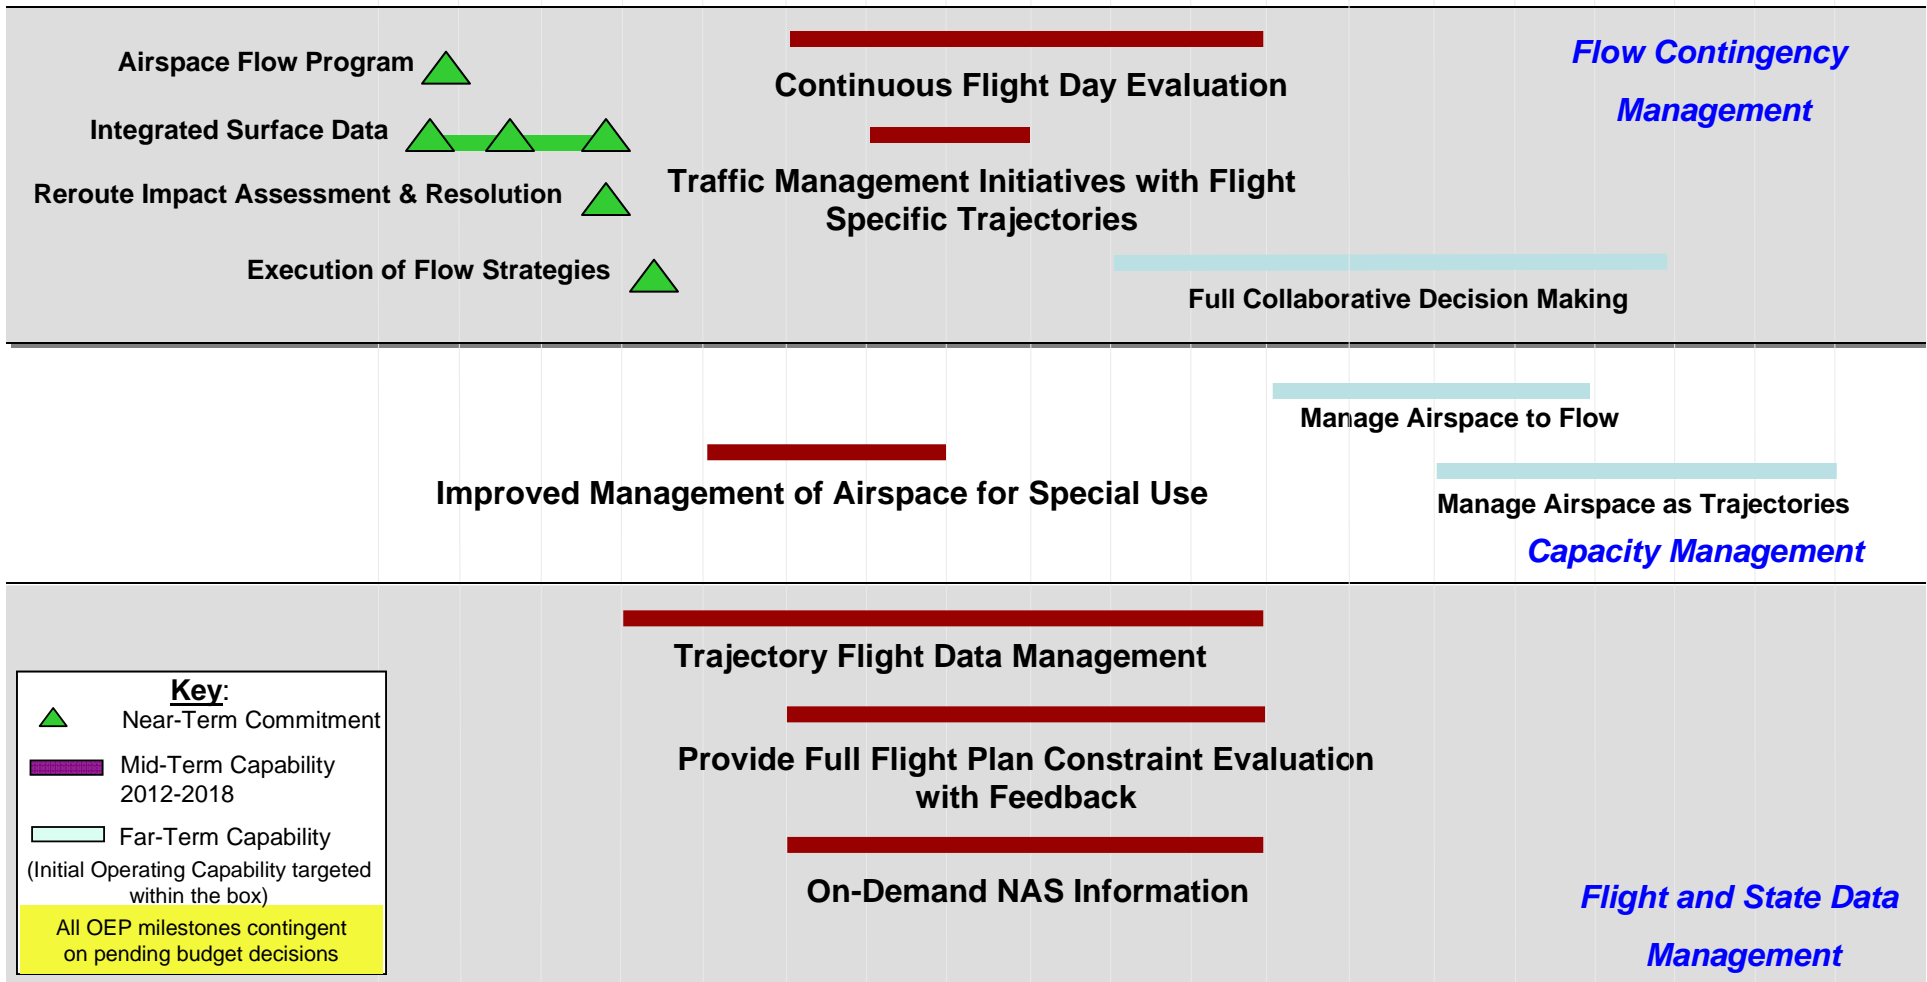 Airspace Flow Program
Integrated Surface Data
Reroute Impact Assessment & Resolution
Execution of Flow Strategies
Continuous Flight Day Evaluation
Traffic Management Initiatives with Flight
Specific Trajectories
Full Collaborative Decision Making
Flow Contingency
Management
Manage Airspace to Flow
Improved Management of Airspace for Special Use
Manage Airspace as Trajectories
Capacity Management
Trajectory Flight Data Management
Provide Full Flight Plan Constraint Evaluation
with Feedback
On-Demand NAS Information
Flight and State Data
Management
Key:
Near-Term Commitment
Mid-Term Capability
2012-2018
Far-Term Capability
(Initial Operating Capability targeted
within the box)
All OEP milestones contingent
on pending budget decisions